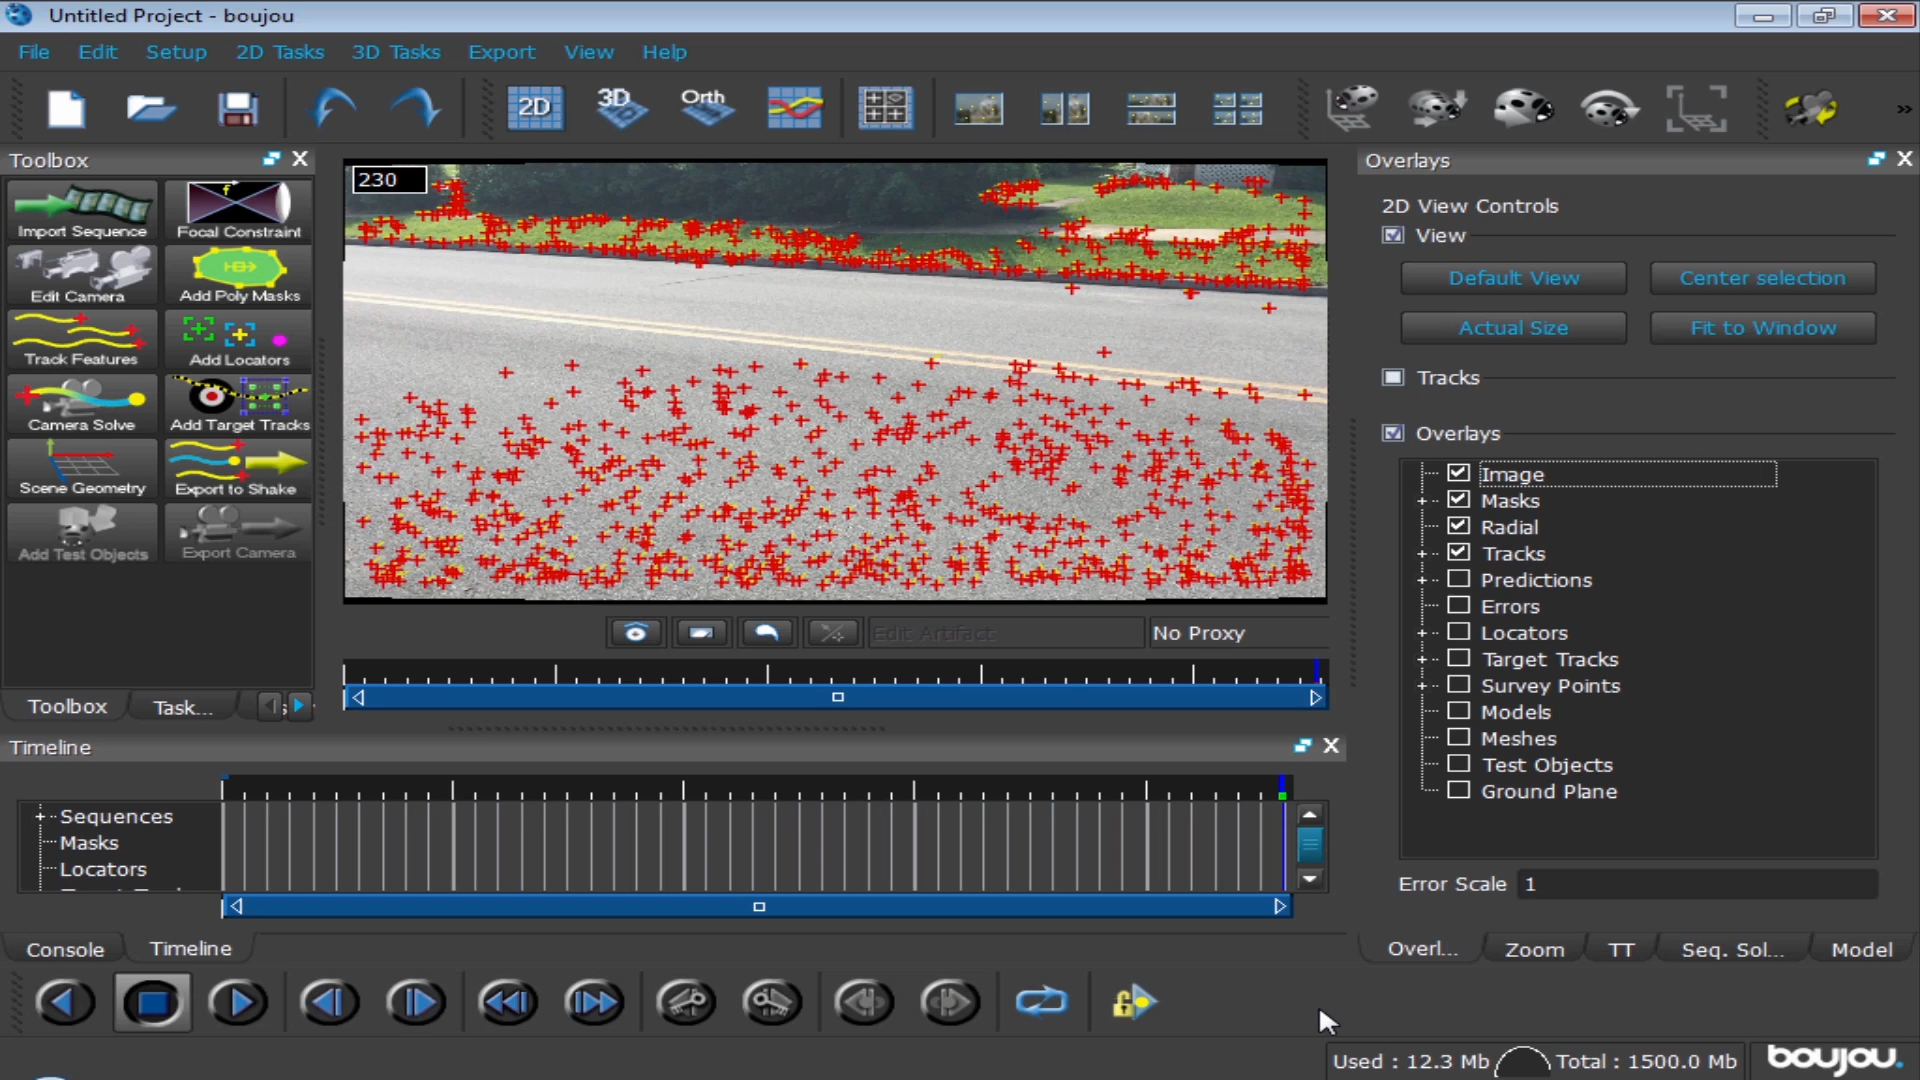 Untitled Project - boujou
File Edit Setup 2D Tasks 3D Tasks Export View Help
2D 3D Orth
Toolbox
Import Sequence
Focal Constraint
Edit Camera
Add Poly Masks
Track Features
Add Locators
Camera Solve
Add Target Tracks
Scene Geometry
Export to Shake
Add Test Objects
Export Camera
Toolbox Task...
230
Edit Artifact
No Proxy
Overlays
2D View Controls
View
Default View
Center selection
Actual Size
Fit to Window
Tracks
Overlays
Image
Masks
Radial
Tracks
Predictions
Errors
Locators
Target Tracks
Survey Points
Models
Meshes
Test Objects
Ground Plane
Error Scale 1
Overl... Zoom TT Seq. Sol... Model
Timeline
Sequences
Masks
Locators
Console Timeline
Used : 12.3 Mb Total : 1500.0 Mb
boujou